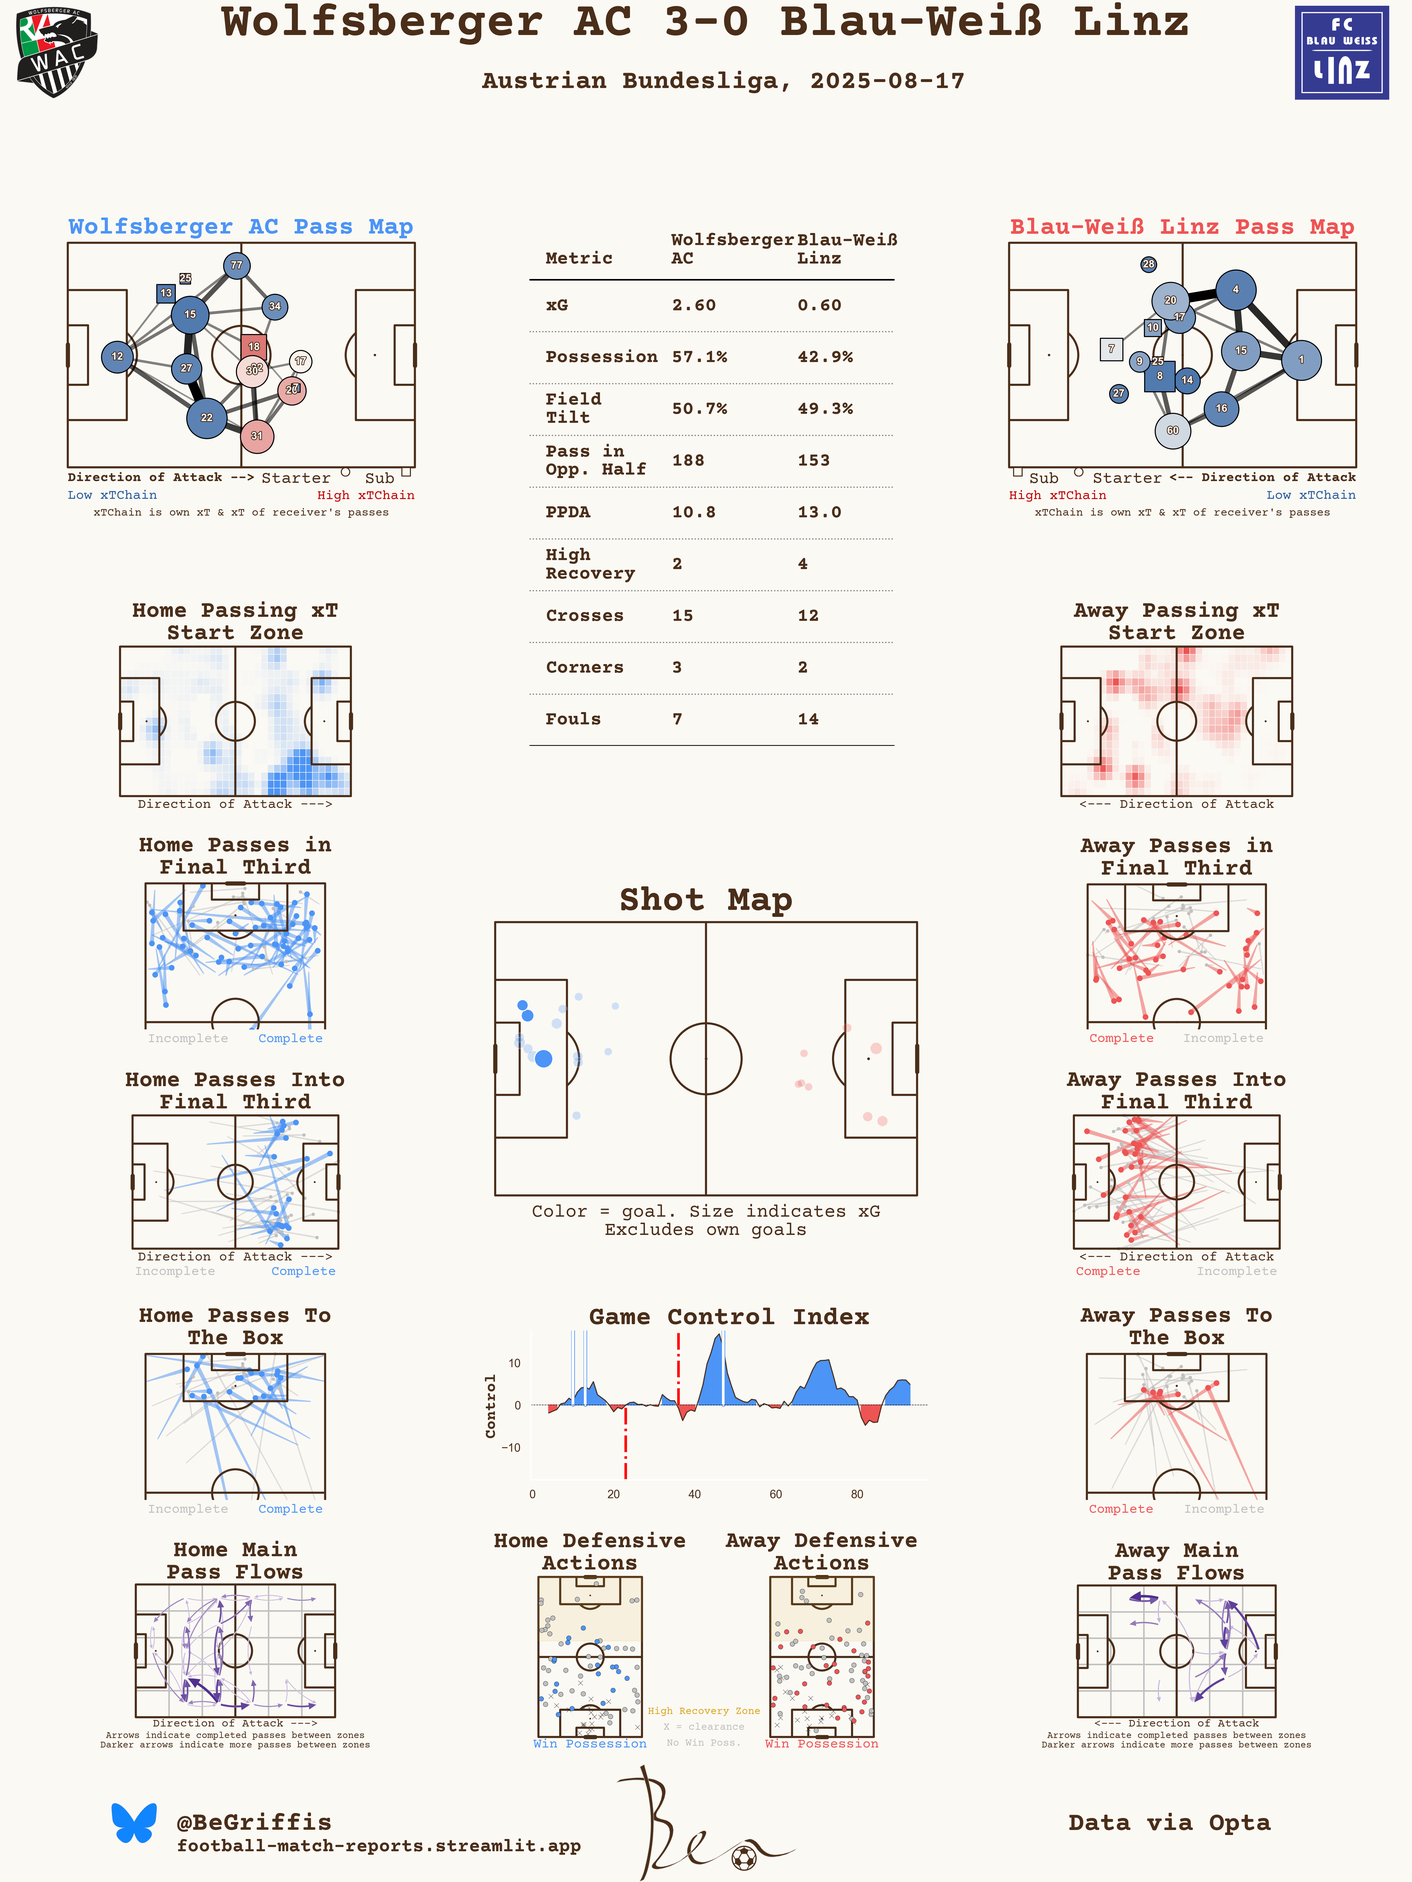 Wolfsberger AC 3-0 Blau-Weiß Linz
Austrian Bundesliga, 2025-08-17
WOLFSBERGER AC
WAC
FC
BLAU WEISS
LINZ
Wolfsberger AC Pass Map
77
25
13
15
34
12
27
18
30
17
22
31
Direction of Attack --> Starter Sub
Low xTChain High xTChain
xTChain is own xT & xT of receiver's passes
Metric Wolfsberger AC Blau-Weiß Linz
xG 2.60 0.60
Possession 57.1% 42.9%
Field Tilt 50.7% 49.3%
Pass in Opp. Half 188 153
PPDA 10.8 13.0
High Recovery 2 4
Crosses 15 12
Corners 3 2
Fouls 7 14
Blau-Weiß Linz Pass Map
28
4
20
17
10
7
9
25
15
1
8
14
27
16
60
Sub Starter <-- Direction of Attack
High xTChain Low xTChain
xTChain is own xT & xT of receiver's passes
Home Passing xT
Start Zone
Direction of Attack --->
Away Passing xT
Start Zone
<--- Direction of Attack
Home Passes in
Final Third
Incomplete Complete
Away Passes in
Final Third
Complete Incomplete
Shot Map
Color = goal. Size indicates xG
Excludes own goals
Home Passes Into
Final Third
Direction of Attack --->
Incomplete Complete
Away Passes Into
Final Third
<--- Direction of Attack
Complete Incomplete
Home Passes To
The Box
Incomplete Complete
Game Control Index
Control
10
0
−10
0 20 40 60 80
Away Passes To
The Box
Complete Incomplete
Home Main
Pass Flows
Direction of Attack --->
Arrows indicate completed passes between zones
Darker arrows indicate more passes between zones
Home Defensive
Actions
Win Possession
Away Defensive
Actions
Win Possession
High Recovery Zone
X = clearance
No Win Poss.
Away Main
Pass Flows
<--- Direction of Attack
Arrows indicate completed passes between zones
Darker arrows indicate more passes between zones
@BeGriffis
football-match-reports.streamlit.app
Ben
Data via Opta